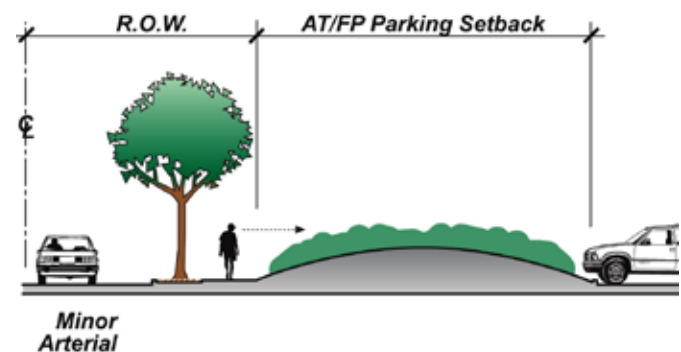 R.O.W.
AT/FP Parking Setback
℄
Minor
Arterial